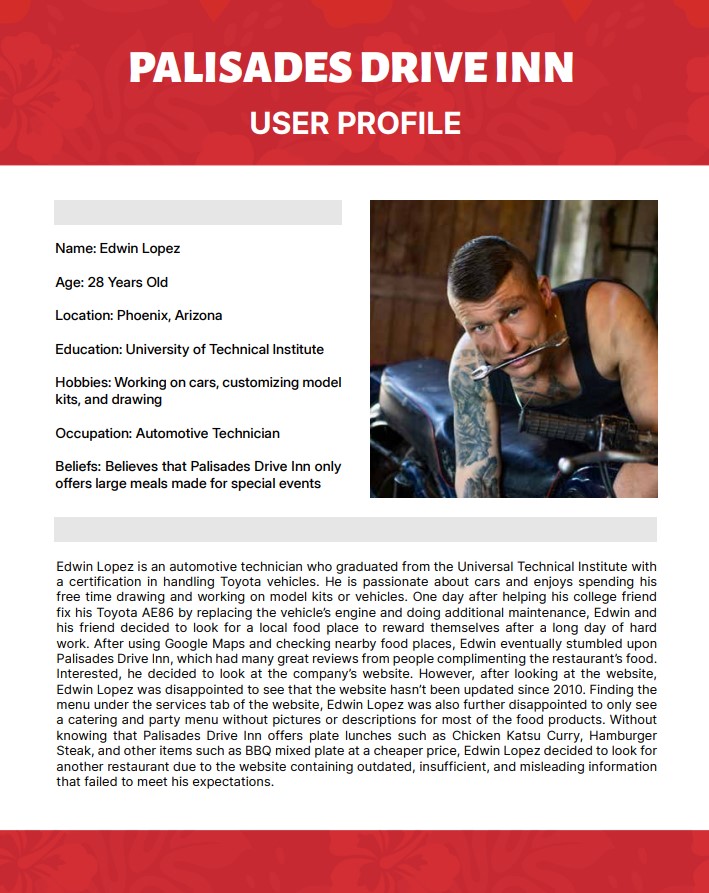 PALISADES DRIVE INN
USER PROFILE
Name: Edwin Lopez
Age: 28 Years Old
Location: Phoenix, Arizona
Education: University of Technical Institute
Hobbies: Working on cars, customizing model
kits, and drawing
Occupation: Automotive Technician
Beliefs: Believes that Palisades Drive Inn only
offers large meals made for special events
Edwin Lopez is an automotive technician who graduated from the Universal Technical Institute with
a certification in handling Toyota vehicles. He is passionate about cars and enjoys spending his
free time drawing and working on model kits or vehicles. One day after helping his college friend
fix his Toyota AE86 by replacing the vehicle's engine and doing additional maintenance, Edwin and
his friend decided to look for a local food place to reward themselves after a long day of hard
work. After using Google Maps and checking nearby food places, Edwin eventually stumbled upon
Palisades Drive Inn, which had many great reviews from people complimenting the restaurant's food.
Interested, he decided to look at the company's website. However, after looking at the website,
Edwin Lopez was disappointed to see that the website hasn't been updated since 2010. Finding the
menu under the services tab of the website, Edwin Lopez was also further disappointed to only see
a catering and party menu without pictures or descriptions for most of the food products. Without
knowing that Palisades Drive Inn offers plate lunches such as Chicken Katsu Curry, Hamburger
Steak, and other items such as BBQ mixed plate at a cheaper price, Edwin Lopez decided to look for
another restaurant due to the website containing outdated, insufficient, and misleading information
that failed to meet his expectations.